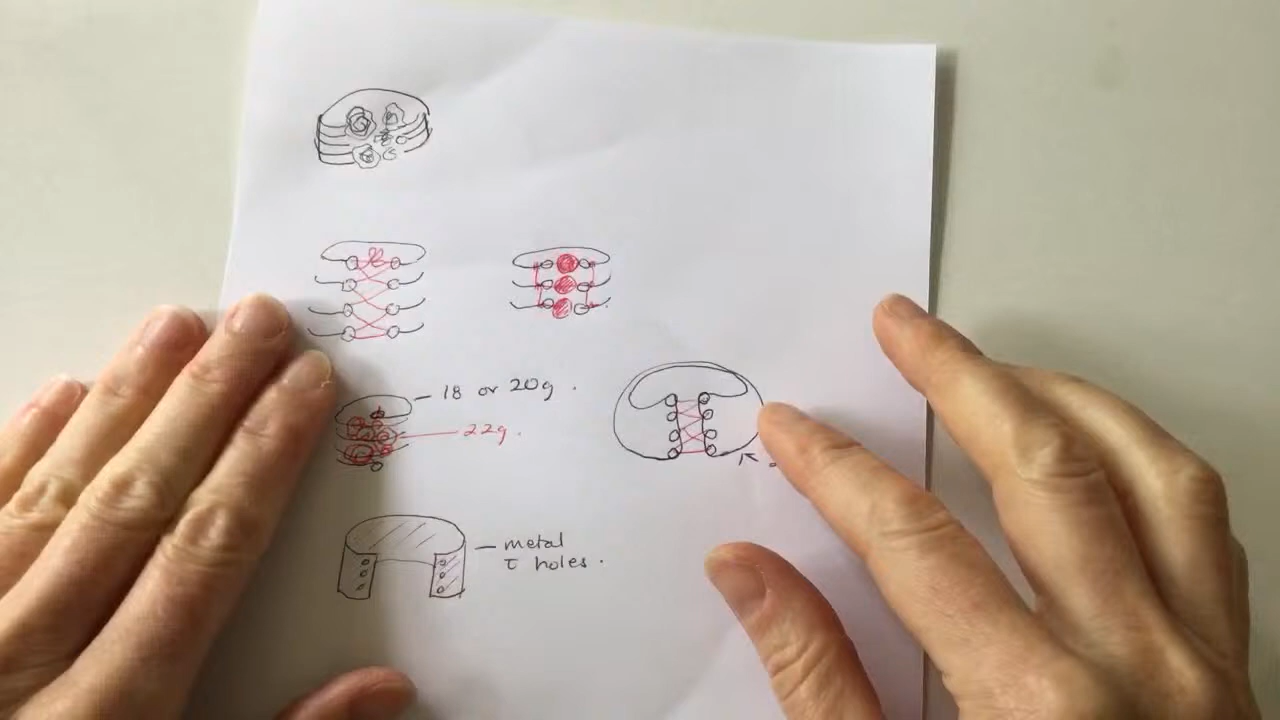 18 or 20g .
22g .
metal
τ holes .